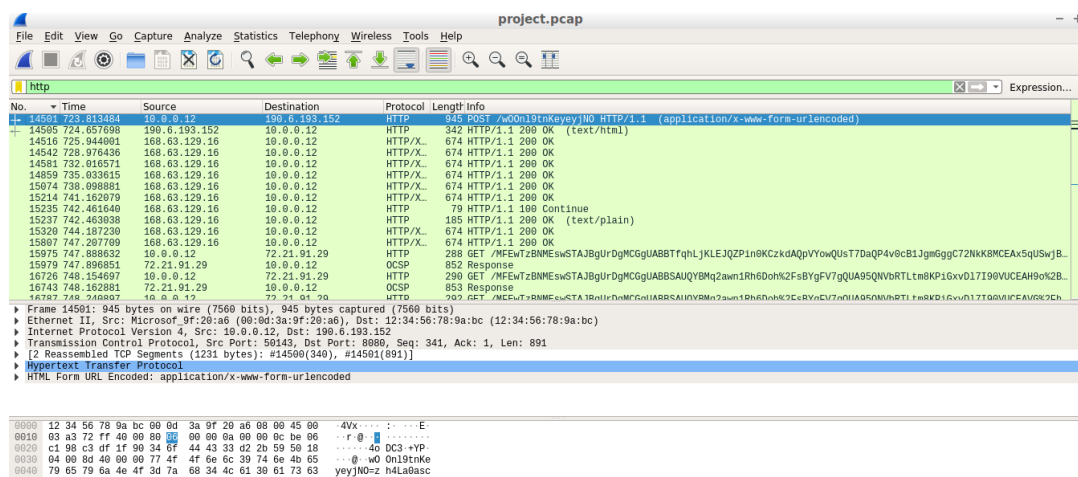 project.pcap
File Edit View Go Capture Analyze Statistics Telephony Wireless Tools Help
http Expression...
No. Time Source Destination Protocol Length Info
14501 723.813484 10.0.0.12 190.6.193.152 HTTP 945 POST /wOOnl9tnKeyeyjNO HTTP/1.1 (application/x-www-form-urlencoded)
14505 724.657698 190.6.193.152 10.0.0.12 HTTP 342 HTTP/1.1 200 OK (text/html)
14516 725.944001 168.63.129.16 10.0.0.12 HTTP/X… 674 HTTP/1.1 200 OK
14542 728.976436 168.63.129.16 10.0.0.12 HTTP/X… 674 HTTP/1.1 200 OK
14581 732.016571 168.63.129.16 10.0.0.12 HTTP/X… 674 HTTP/1.1 200 OK
14859 735.033615 168.63.129.16 10.0.0.12 HTTP/X… 674 HTTP/1.1 200 OK
15074 738.098881 168.63.129.16 10.0.0.12 HTTP/X… 674 HTTP/1.1 200 OK
15214 741.162079 168.63.129.16 10.0.0.12 HTTP/X… 674 HTTP/1.1 200 OK
15235 742.461640 168.63.129.16 10.0.0.12 HTTP 79 HTTP/1.1 100 Continue
15237 742.463038 168.63.129.16 10.0.0.12 HTTP 185 HTTP/1.1 200 OK (text/plain)
15320 744.187230 168.63.129.16 10.0.0.12 HTTP/X… 674 HTTP/1.1 200 OK
15807 747.207709 168.63.129.16 10.0.0.12 HTTP/X… 674 HTTP/1.1 200 OK
15975 747.888632 10.0.0.12 72.21.91.29 HTTP 288 GET /MFEwTzBNMEswSTAJBgUrDgMCGgUABBTfqhLjKLEJQZPin0KCzkdAQpVYowQUsT7DaQP4v0cB1JgmGggC72NkK8MCEAx5qUSwjB…
15979 747.896851 72.21.91.29 10.0.0.12 OCSP 852 Response
16726 748.154697 10.0.0.12 72.21.91.29 HTTP 290 GET /MFEwTzBNMEswSTAJBgUrDgMCGgUABBSAUQYBMq2awn1Rh6Doh%2FsBYgFV7gQUA95QNVbRTLtm8KPiGxvDl7I90VUCEAH9o%2B…
16743 748.162881 72.21.91.29 10.0.0.12 OCSP 853 Response
16787 748.240897 10.0.0.12 72.21.91.29 HTTP
Frame 14501: 945 bytes on wire (7560 bits), 945 bytes captured (7560 bits)
Ethernet II, Src: Microsof_9f:20:a6 (00:0d:3a:9f:20:a6), Dst: 12:34:56:78:9a:bc (12:34:56:78:9a:bc)
Internet Protocol Version 4, Src: 10.0.0.12, Dst: 190.6.193.152
Transmission Control Protocol, Src Port: 50143, Dst Port: 8080, Seq: 341, Ack: 1, Len: 891
[2 Reassembled TCP Segments (1231 bytes): #14500(340), #14501(891)]
Hypertext Transfer Protocol
HTML Form URL Encoded: application/x-www-form-urlencoded
0000 12 34 56 78 9a bc 00 0d 3a 9f 20 a6 08 00 45 00 ·4Vx···· :· ···E·
0010 03 a3 72 ff 40 00 80 06 00 00 0a 00 00 0c be 06 ··r·@··· ········
0020 c1 98 c3 df 1f 90 34 6f 44 43 33 d2 2b 59 50 18 ······4o DC3·+YP·
0030 04 00 8d 40 00 00 77 4f 4f 6e 6c 39 74 6e 4b 65 ···@··wO Onl9tnKe
0040 79 65 79 6a 4e 4f 3d 7a 68 34 4c 61 30 61 73 63 yeyjNO=z h4La0asc